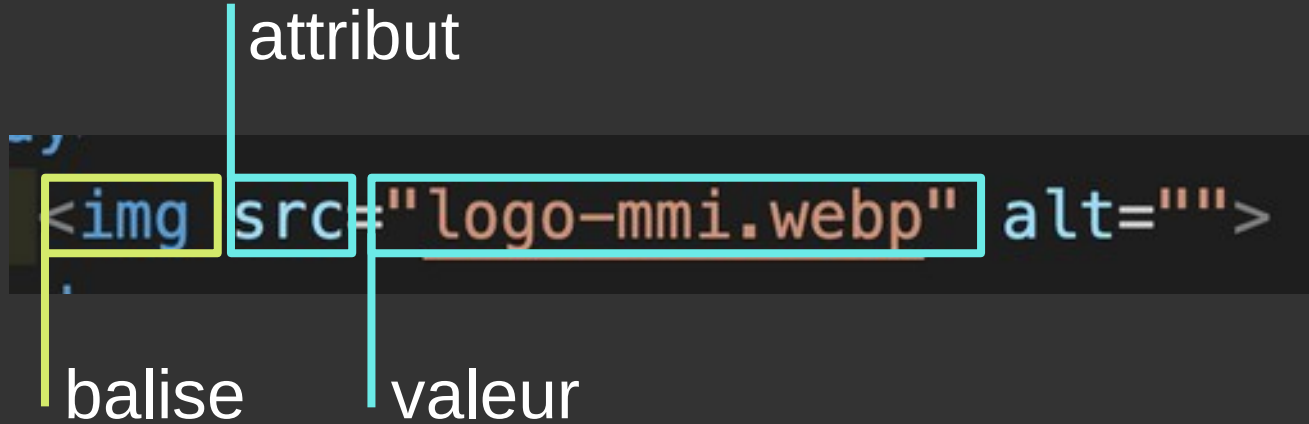 attribut
<img src="logo-mmi.webp" alt="">
balise
valeur